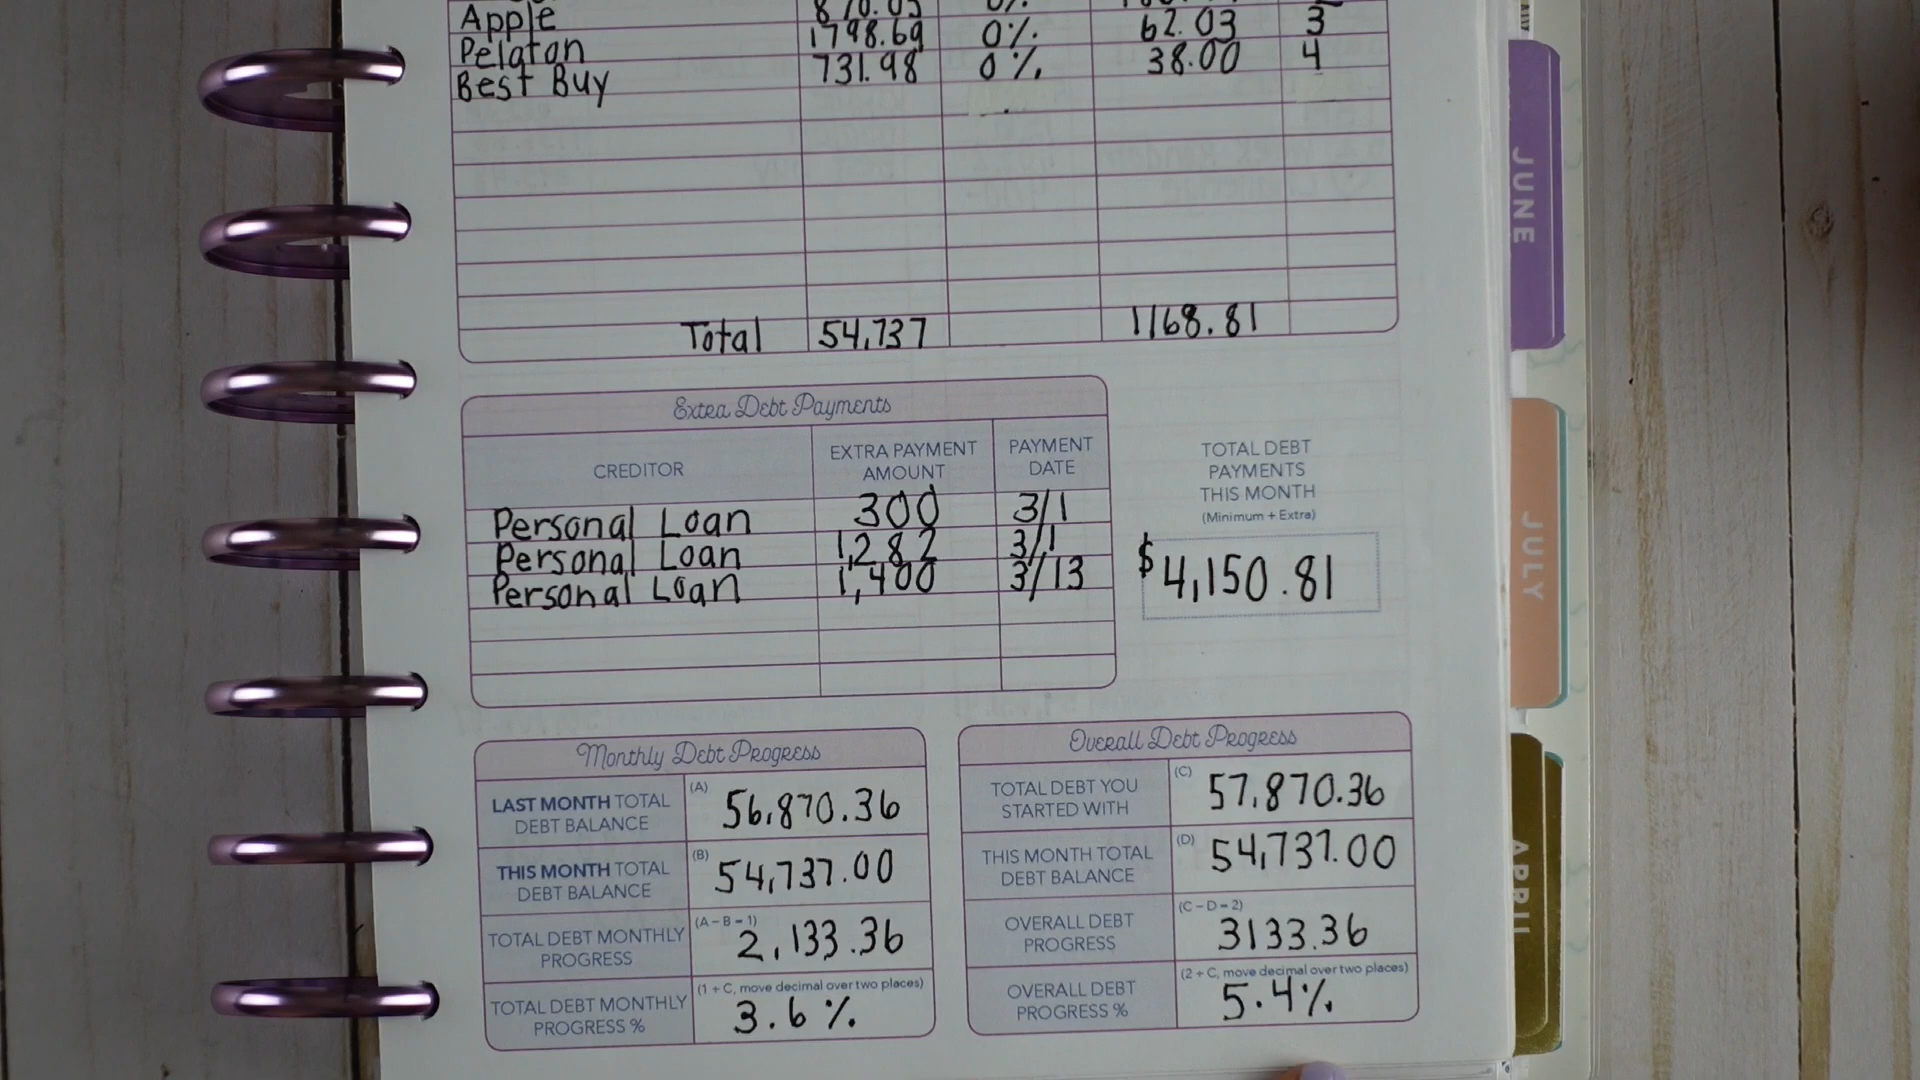 Apple 870.05 0%
Pelaton 1798.69 0% 62.03 3
Best Buy 731.98 0% 38.00 4
Total 54,737 1168.81
Extra Debt Payments
CREDITOR EXTRA PAYMENT AMOUNT PAYMENT DATE
Personal Loan 300 3/1
Personal Loan 1,282 3/1
Personal Loan 1,400 3/13
TOTAL DEBT
PAYMENTS
THIS MONTH
(Minimum + Extra)
$4,150.81
Monthly Debt Progress
LAST MONTH TOTAL DEBT BALANCE (A) 56,870.36
THIS MONTH TOTAL DEBT BALANCE (B) 54,737.00
TOTAL DEBT MONTHLY PROGRESS (A – B = 1) 2,133.36
TOTAL DEBT MONTHLY PROGRESS % (1 ÷ C, move decimal over two places) 3.6%
Overall Debt Progress
TOTAL DEBT YOU STARTED WITH (C) 57,870.36
THIS MONTH TOTAL DEBT BALANCE (D) 54,737.00
OVERALL DEBT PROGRESS (C – D = 2) 3133.36
OVERALL DEBT PROGRESS % (2 ÷ C, move decimal over two places) 5.4%
JUNE
JULY
APRIL